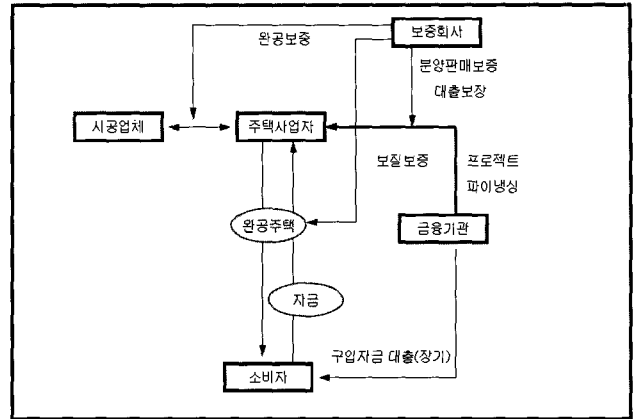 보증회사
완공보증
분양판매보증
대출보장
시공업체
주택사업자
보질보증
프로젝트
파이냉싱
완공주택
금융기관
자금
구입자금 대출(장기)
소비자